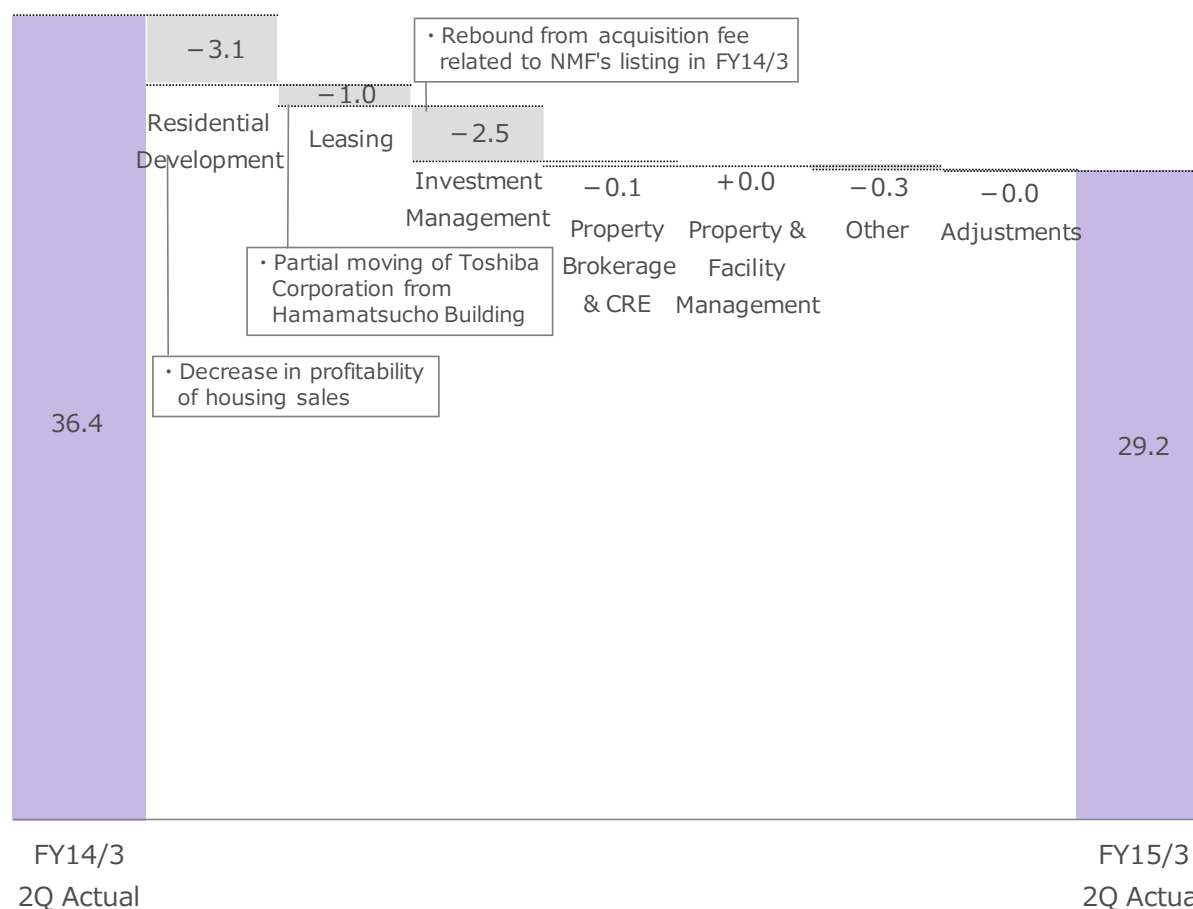 −3.1
・Rebound from acquisition fee
related to NMF's listing in FY14/3
−1.0
−2.5
Residential
Development
Leasing
Investment
Management
−0.1
Property
Brokerage
& CRE
+0.0
Property &
Facility
Management
−0.3
Other
−0.0
Adjustments
・Partial moving of Toshiba
Corporation from
Hamamatsucho Building
・Decrease in profitability
of housing sales
36.4
29.2
FY14/3
2Q Actual
FY15/3
2Q Actua